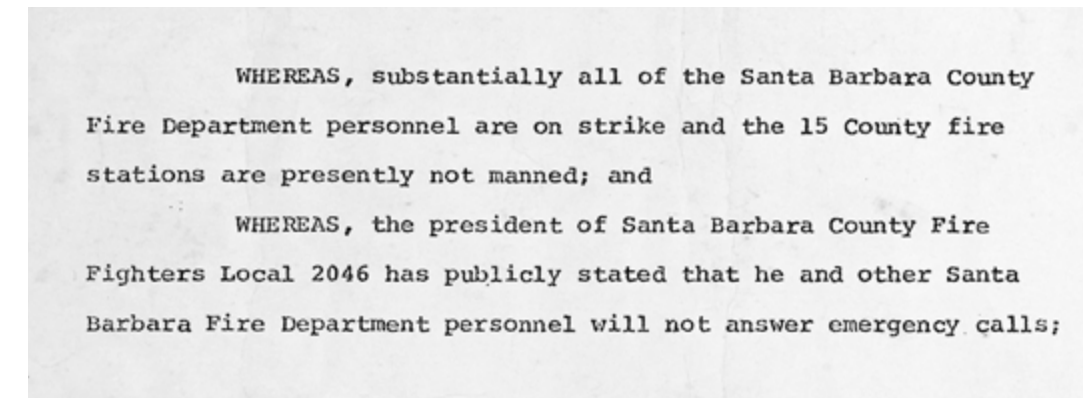 WHEREAS, substantially all of the Santa Barbara County
Fire Department personnel are on strike and the 15 County fire
stations are presently not manned; and
WHEREAS, the president of Santa Barbara County Fire
Fighters Local 2046 has publicly stated that he and other Santa
Barbara Fire Department personnel will not answer emergency calls;